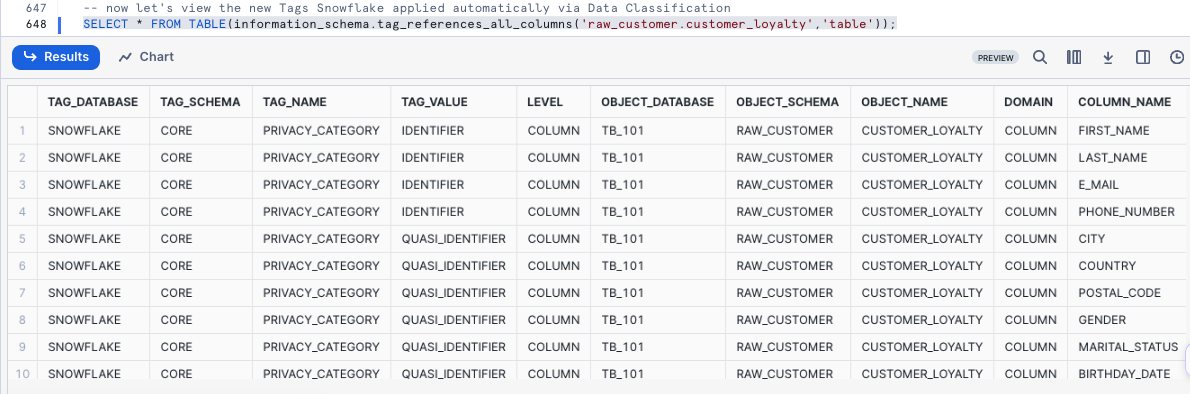 647 -- now let's view the new Tags Snowflake applied automatically via Data Classification
648 SELECT * FROM TABLE(information_schema.tag_references_all_columns('raw_customer.customer_loyalty','table'));
Results Chart PREVIEW
TAG_DATABASE TAG_SCHEMA TAG_NAME TAG_VALUE LEVEL OBJECT_DATABASE OBJECT_SCHEMA OBJECT_NAME DOMAIN COLUMN_NAME
1 SNOWFLAKE CORE PRIVACY_CATEGORY IDENTIFIER COLUMN TB_101 RAW_CUSTOMER CUSTOMER_LOYALTY COLUMN FIRST_NAME
2 SNOWFLAKE CORE PRIVACY_CATEGORY IDENTIFIER COLUMN TB_101 RAW_CUSTOMER CUSTOMER_LOYALTY COLUMN LAST_NAME
3 SNOWFLAKE CORE PRIVACY_CATEGORY IDENTIFIER COLUMN TB_101 RAW_CUSTOMER CUSTOMER_LOYALTY COLUMN E_MAIL
4 SNOWFLAKE CORE PRIVACY_CATEGORY IDENTIFIER COLUMN TB_101 RAW_CUSTOMER CUSTOMER_LOYALTY COLUMN PHONE_NUMBER
5 SNOWFLAKE CORE PRIVACY_CATEGORY QUASI_IDENTIFIER COLUMN TB_101 RAW_CUSTOMER CUSTOMER_LOYALTY COLUMN CITY
6 SNOWFLAKE CORE PRIVACY_CATEGORY QUASI_IDENTIFIER COLUMN TB_101 RAW_CUSTOMER CUSTOMER_LOYALTY COLUMN COUNTRY
7 SNOWFLAKE CORE PRIVACY_CATEGORY QUASI_IDENTIFIER COLUMN TB_101 RAW_CUSTOMER CUSTOMER_LOYALTY COLUMN POSTAL_CODE
8 SNOWFLAKE CORE PRIVACY_CATEGORY QUASI_IDENTIFIER COLUMN TB_101 RAW_CUSTOMER CUSTOMER_LOYALTY COLUMN GENDER
9 SNOWFLAKE CORE PRIVACY_CATEGORY QUASI_IDENTIFIER COLUMN TB_101 RAW_CUSTOMER CUSTOMER_LOYALTY COLUMN MARITAL_STATUS
10 SNOWFLAKE CORE PRIVACY_CATEGORY QUASI_IDENTIFIER COLUMN TB_101 RAW_CUSTOMER CUSTOMER_LOYALTY COLUMN BIRTHDAY_DATE